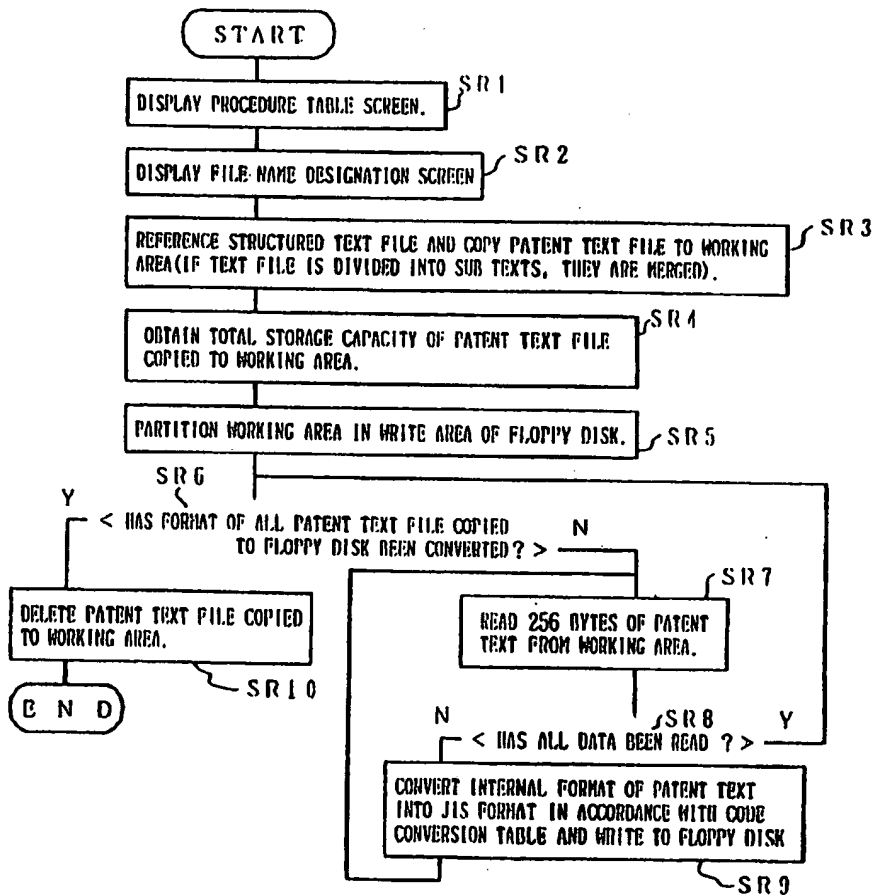 START
SR1
DISPLAY PROCEDURE TABLE SCREEN.
SR2
DISPLAY FILE NAME DESIGNATION SCREEN
SR3
REFERENCE STRUCTURED TEXT FILE AND COPY PATENT TEXT FILE TO WORKING
AREA(IF TEXT FILE IS DIVIDED INTO SUB TEXTS, THEY ARE MERGED).
SR4
OBTAIN TOTAL STORAGE CAPACITY OF PATENT TEXT FILE
COPIED TO WORKING AREA.
PARTITION WORKING AREA IN WRITE AREA OF FLOPPY DISK.
SR5
SR6
Y
< HAS FORMAT OF ALL PATENT TEXT FILE COPIED
TO FLOPPY DISK BEEN CONVERTED? >
N
SR7
DELETE PATENT TEXT FILE COPIED
TO WORKING AREA.
READ 256 BYTES OF PATENT
TEXT FROM WORKING AREA.
SR10
END
SR8
N
< HAS ALL DATA BEEN READ ? >
Y
CONVERT INTERNAL FORMAT OF PATENT TEXT
INTO JIS FORMAT IN ACCORDANCE WITH CODE
CONVERSION TABLE AND WRITE TO FLOPPY DISK
SR9